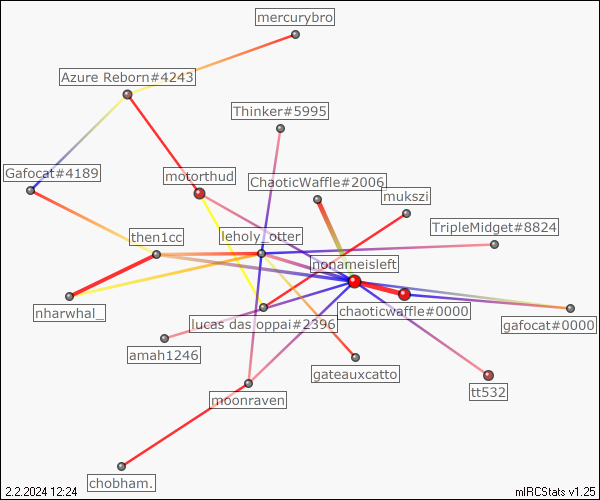 mercurybro
Azure Reborn#4243
Thinker#5995
Gafocat#4189
motorthud
ChaoticWaffle#2006
mukszi
TripleMidget#8824
then1cc
leholy_otter
nonameisleft
nharwhal_
lucas das oppai#2396
chaoticwaffle#0000
gafocat#0000
amah1246
gateauxcatto
tt532
moonraven
chobham.
2.2.2024 12:24
mIRCStats v1.25